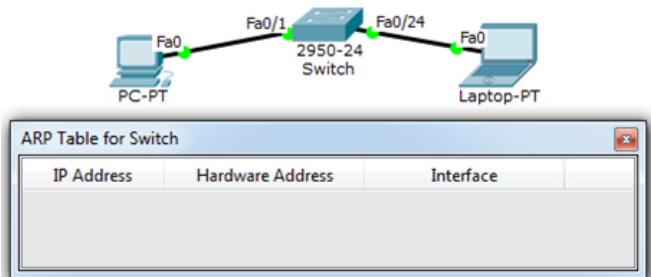 Fa0/1
Fa0/24
Fa0
2950-24
Fa0
Switch
PC-PT
Laptop-PT
ARP Table for Switch
IP Address Hardware Address Interface